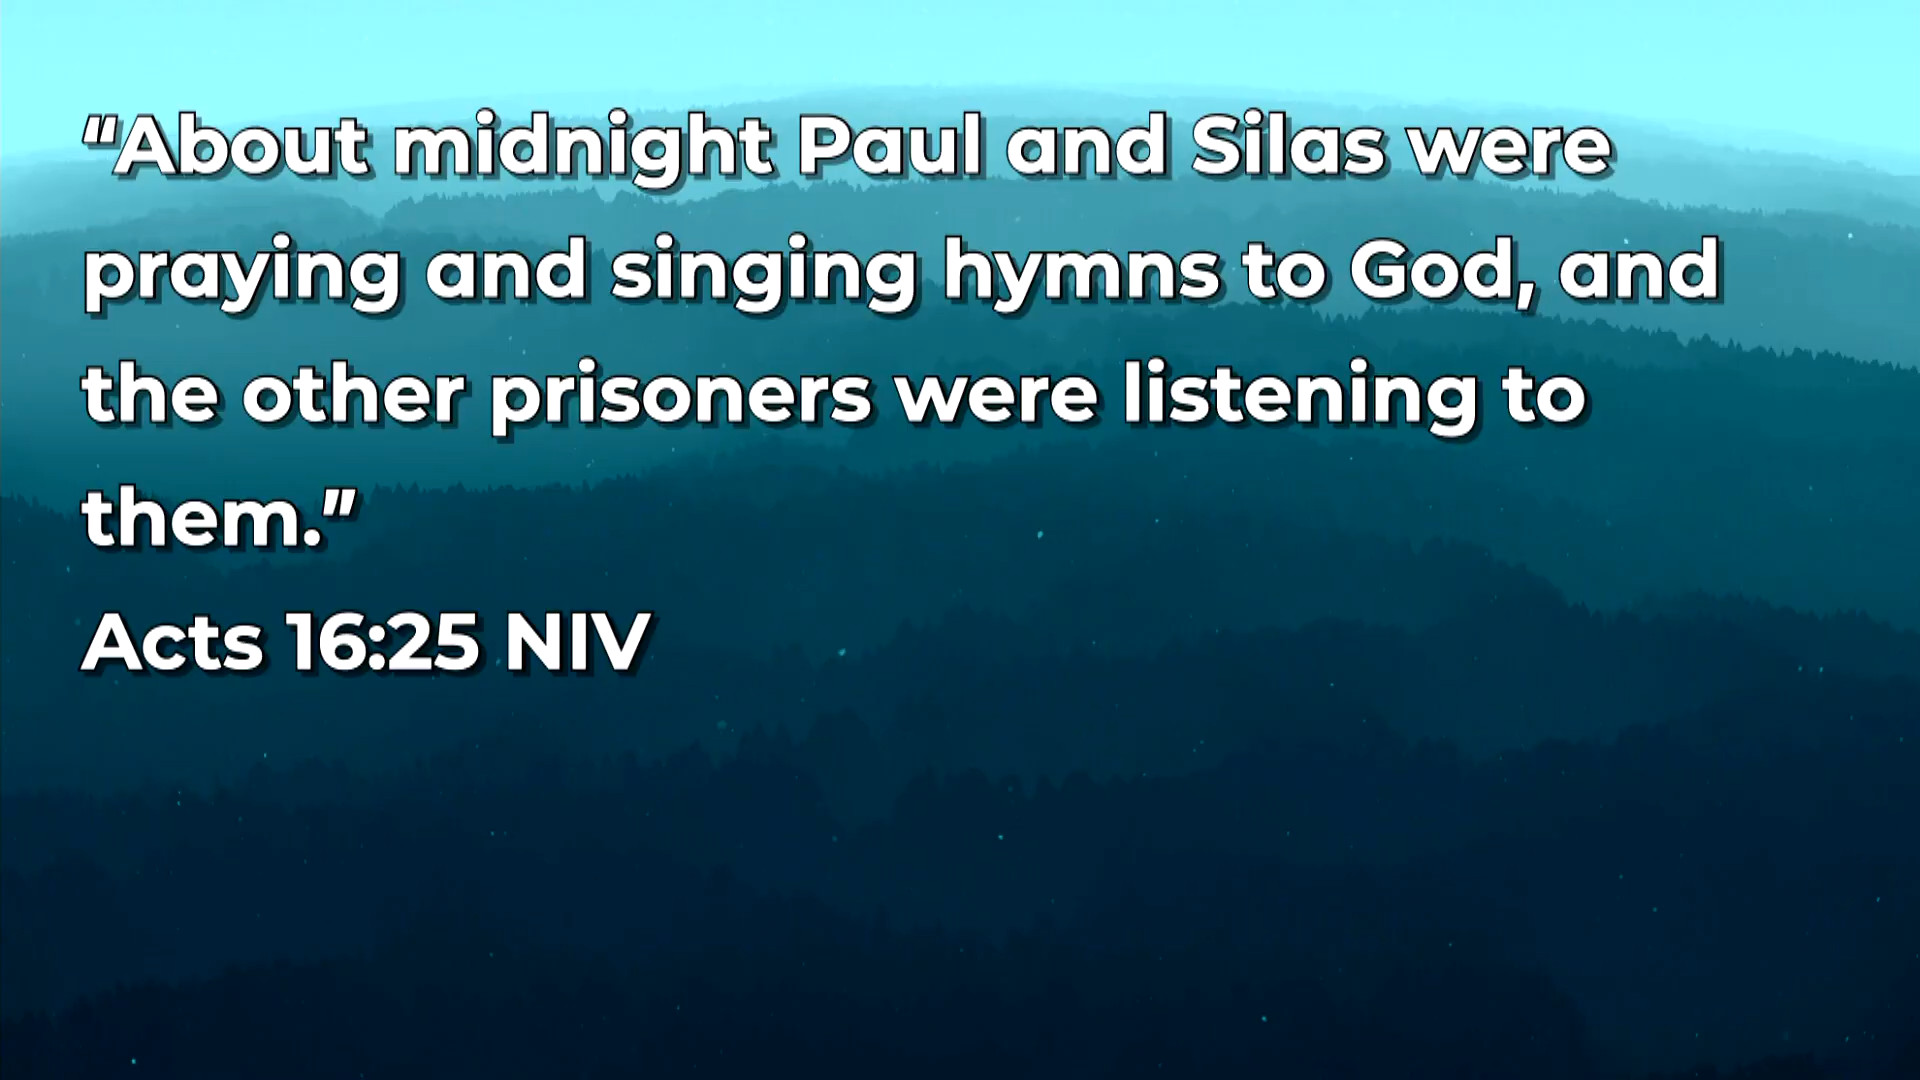 “About midnight Paul and Silas were
praying and singing hymns to God, and
the other prisoners were listening to
them.”
Acts 16:25 NIV